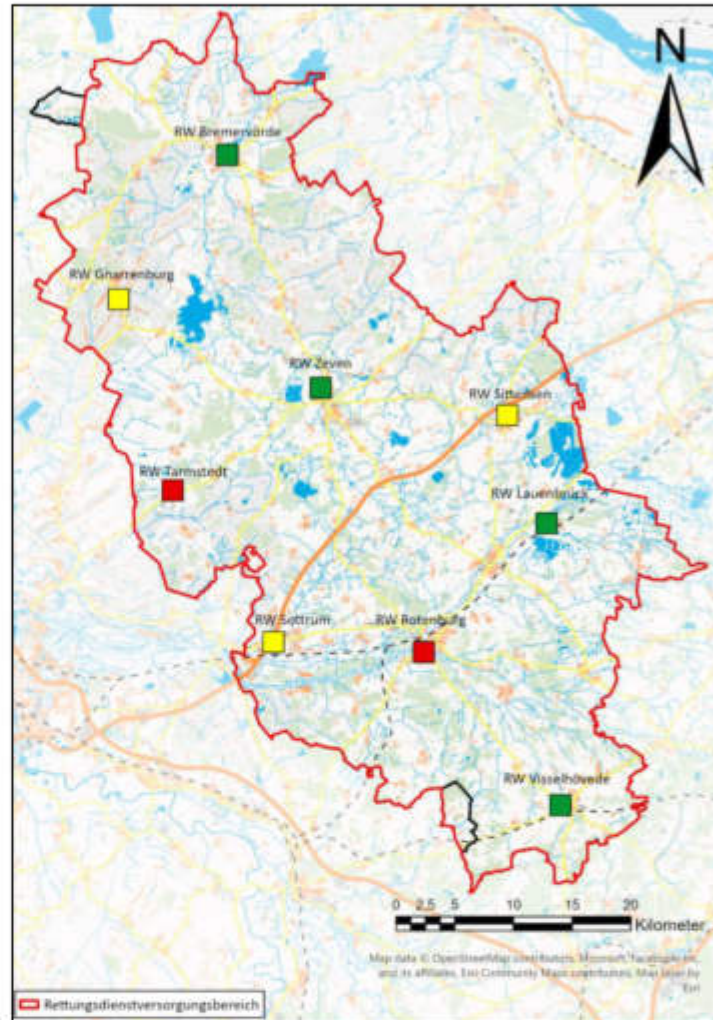 N
RW Bremervörde
RW Gnarrenburg
RW Zeven
RW Sittensen
RW Tarmstedt
RW Lauenbrück
RW Sottrum
RW Rotenburg
RW Visselhövede
0 2,5 5 10 15 20
Kilometer
Map data © OpenStreetMap contributors, Microsoft, Facebook, Inc.
and its affiliates, Esri Community Maps contributors, Map layer by
Esri
Rettungsdienstversorgungsbereich